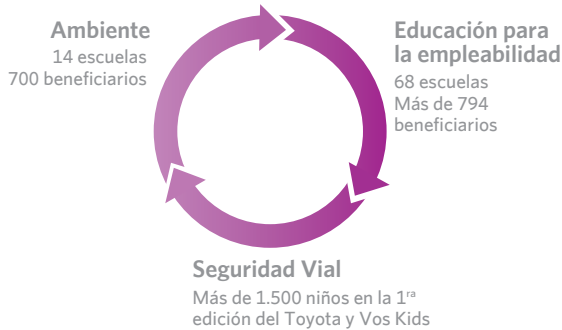 Ambiente
14 escuelas
700 beneficiarios
Educación para
la empleabilidad
68 escuelas
Más de 794
beneficiarios
Seguridad Vial
Más de 1.500 niños en la 1ra
edición del Toyota y Vos Kids